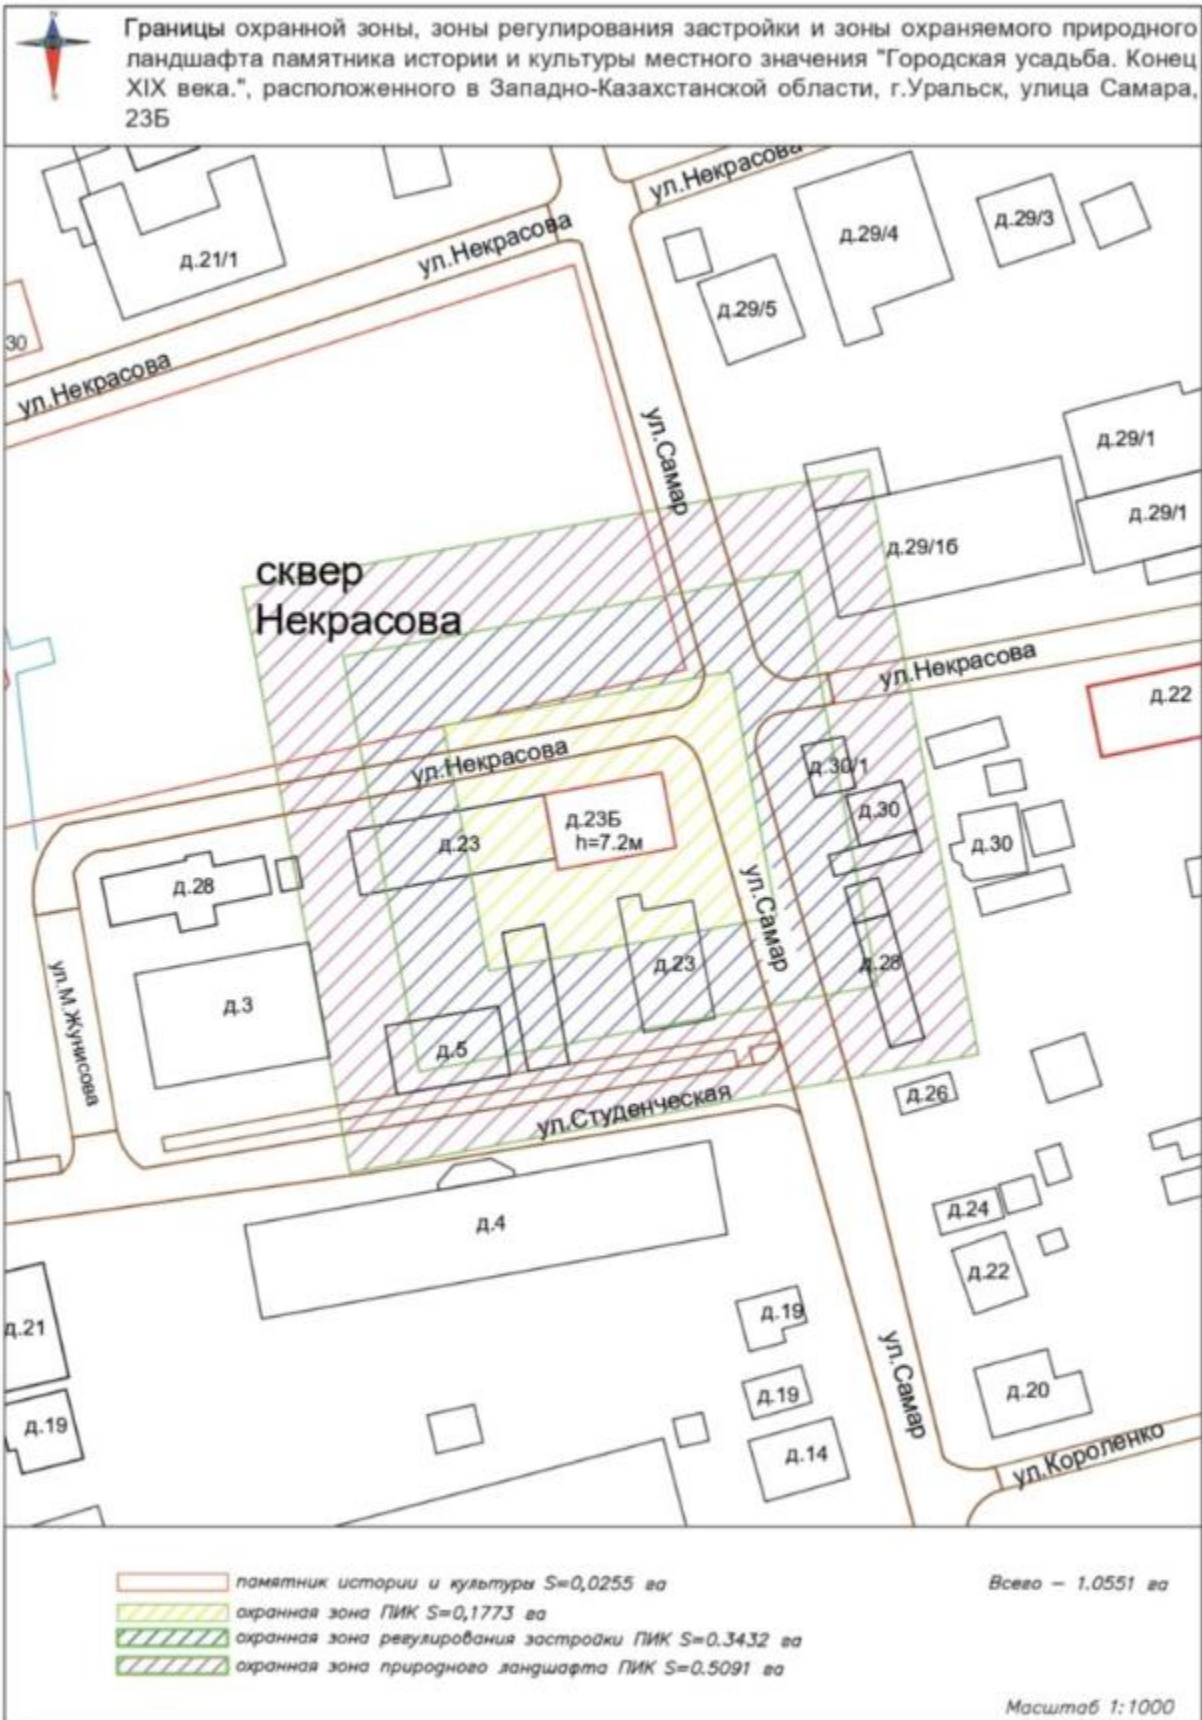 Границы охранной зоны, зоны регулирования застройки и зоны охраняемого природного
ландшафта памятника истории и культуры местного значения "Городская усадьба. Конец
XIX века.", расположенного в Западно-Казахстанской области, г.Уральск, улица Самара,
23Б
ул.Некрасова
ул.Некрасова
д.29/4
д.29/3
д.21/1
д.29/5
30
ул.Некрасова
ул.Самар
д.29/1
д.29/1
д.29/16
сквер
Некрасова
ул.Некрасова
д.22
ул.Некрасова
д.30/1
д.30
д.23Б
h=7.2м
д.23
д.30
д.28
ул.Самар
д.23
д.28
д.3
ул.М.Жунисова
д.5
д.26
ул.Студенческая
д.4
д.24
д.22
д.19
д.21
ул.Самар
д.19
д.20
д.19
д.14
ул.Короленко
памятник истории и культуры S=0,0255 га
Всего – 1.0551 га
охранная зона ПИК S=0,1773 га
охранная зона регулирования застройки ПИК S=0.3432 га
охранная зона природного ландшафта ПИК S=0.5091 га
Масштаб 1:1000